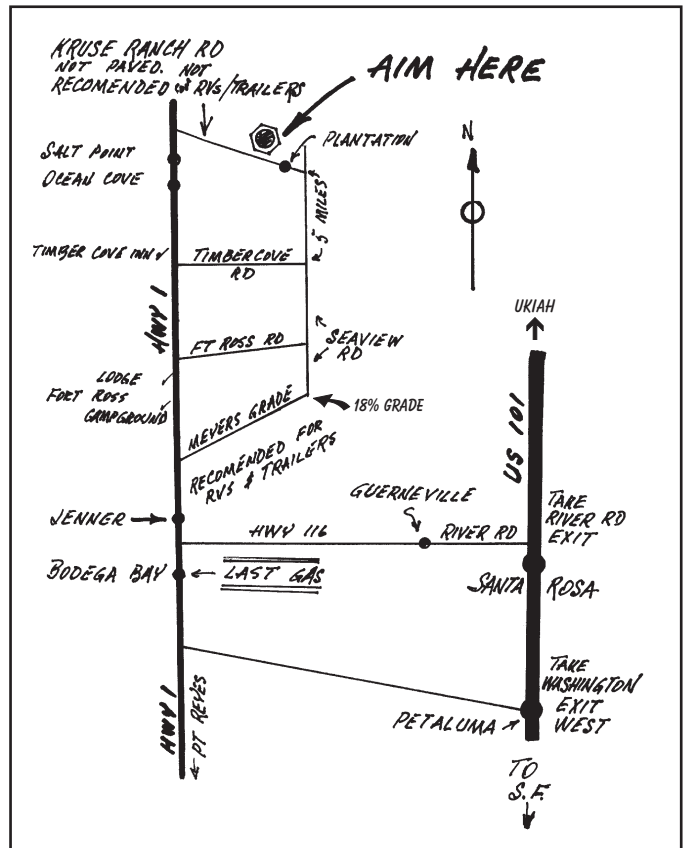 KRUSE RANCH RD
NOT PAVED. NOT
RECOMENDED for RVs/TRAILERS
AIM HERE
PLANTATION
N
SALT POINT
OCEAN COVE
5 MILES
TIMBER COVE INN
TIMBERCOVE
RD
HWY 1
UKIAH
FT ROSS RD
SEAVIEW
RD
LODGE
FORT ROSS
CAMPGROUND
MEYERS GRADE
18% GRADE
RECOMENDED FOR
RVS & TRAILERS
US 101
GUERNEVILLE
TAKE
RIVER RD
EXIT
JENNER
HWY 116
RIVER RD
BODEGA BAY
LAST GAS
SANTA ROSA
TAKE
WASHINGTON
EXIT
WEST
HWY 1
PT REYES
PETALUMA
TO
S.F.